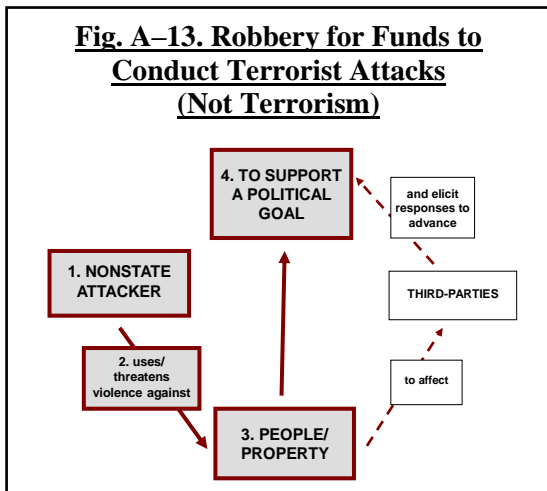 Fig. A–13. Robbery for Funds to
Conduct Terrorist Attacks
(Not Terrorism)
4. TO SUPPORT
A POLITICAL
GOAL
and elicit
responses to
advance
1. NONSTATE
ATTACKER
THIRD-PARTIES
2. uses/
threatens
violence against
to affect
3. PEOPLE/
PROPERTY